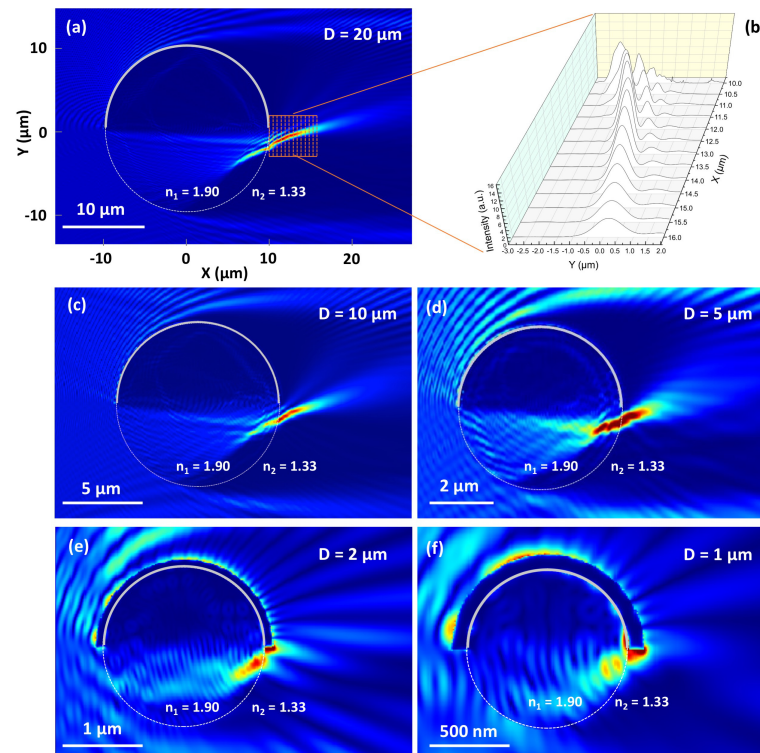 (a)
D = 20 µm
10
0
-10
Y (µm)
n₁ = 1.90
n₂ = 1.33
10 µm
-10
0
10
20
X (µm)
(b)
16
14
12
10
8
6
4
2
Intensity (a.u.)
-3.0
-2.5
-2.0
-1.5
-1.0
-0.5
0.0
0.5
1.0
1.5
2.0
Y (µm)
10.0
10.5
11.0
11.5
12.0
12.5
13.0
13.5
14.0
14.5
15.0
15.5
16.0
X (µm)
(c)
D = 10 µm
n₁ = 1.90
n₂ = 1.33
5 µm
(d)
D = 5 µm
n₁ = 1.90
n₂ = 1.33
2 µm
(e)
D = 2 µm
n₁ = 1.90
n₂ = 1.33
1 µm
(f)
D = 1 µm
n₁ = 1.90
n₂ = 1.33
500 nm